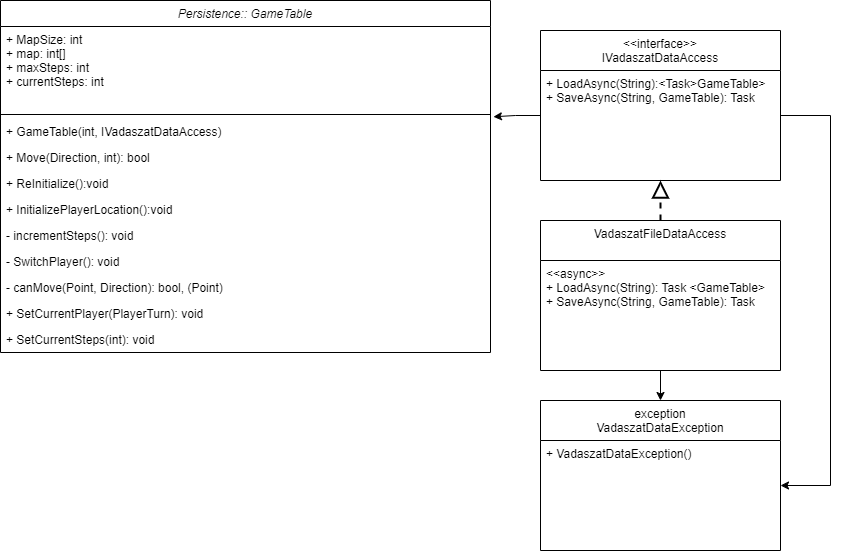 Persistence:: GameTable
+ MapSize: int
+ map: int[]
+ maxSteps: int
+ currentSteps: int
+ GameTable(int, IVadaszatDataAccess)
+ Move(Direction, int): bool
+ ReInitialize():void
+ InitializePlayerLocation():void
- incrementSteps(): void
- SwitchPlayer(): void
- canMove(Point, Direction): bool, (Point)
+ SetCurrentPlayer(PlayerTurn): void
+ SetCurrentSteps(int): void
<<interface>>
IVadaszatDataAccess
+ LoadAsync(String):<Task>GameTable>
+ SaveAsync(String, GameTable): Task
VadaszatFileDataAccess
<<async>>
+ LoadAsync(String): Task <GameTable>
+ SaveAsync(String, GameTable): Task
exception
VadaszatDataException
+ VadaszatDataException()